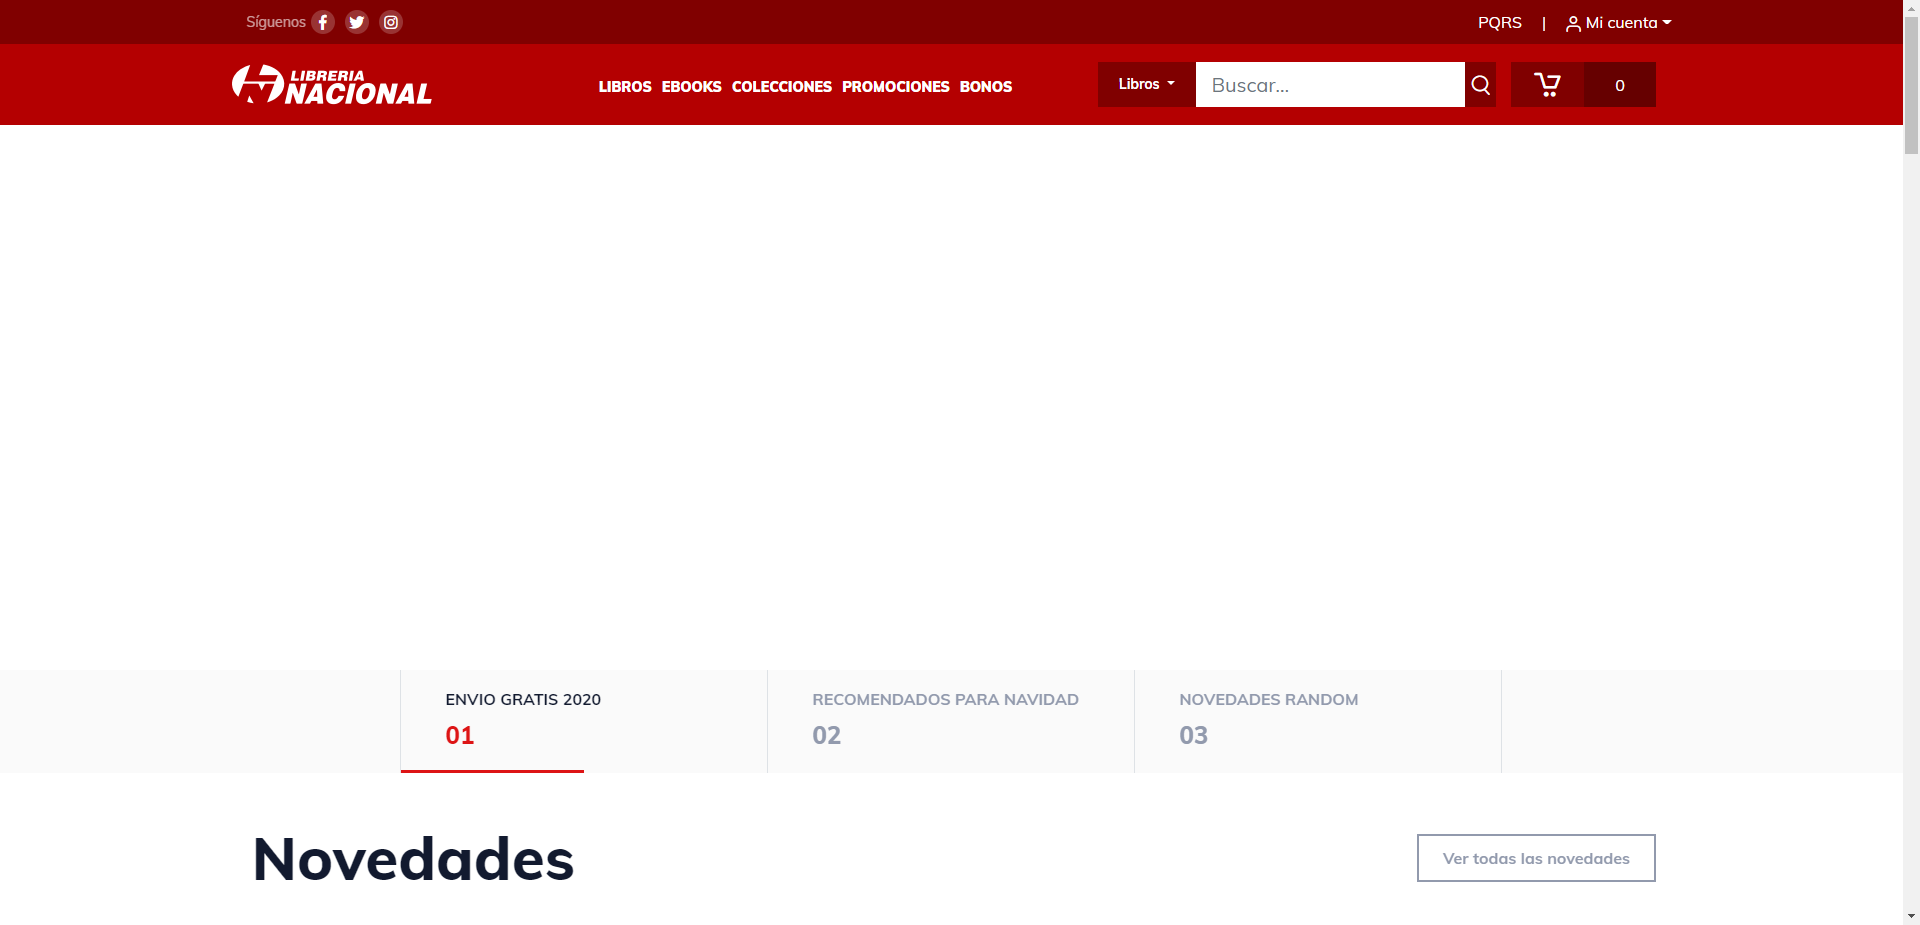 Síguenos
PQRS | Mi cuenta
LIBRERIA
NACIONAL
LIBROS EBOOKS COLECCIONES PROMOCIONES BONOS
Libros
Buscar...
0
ENVIO GRATIS 2020
01
RECOMENDADOS PARA NAVIDAD
02
NOVEDADES RANDOM
03
Novedades
Ver todas las novedades